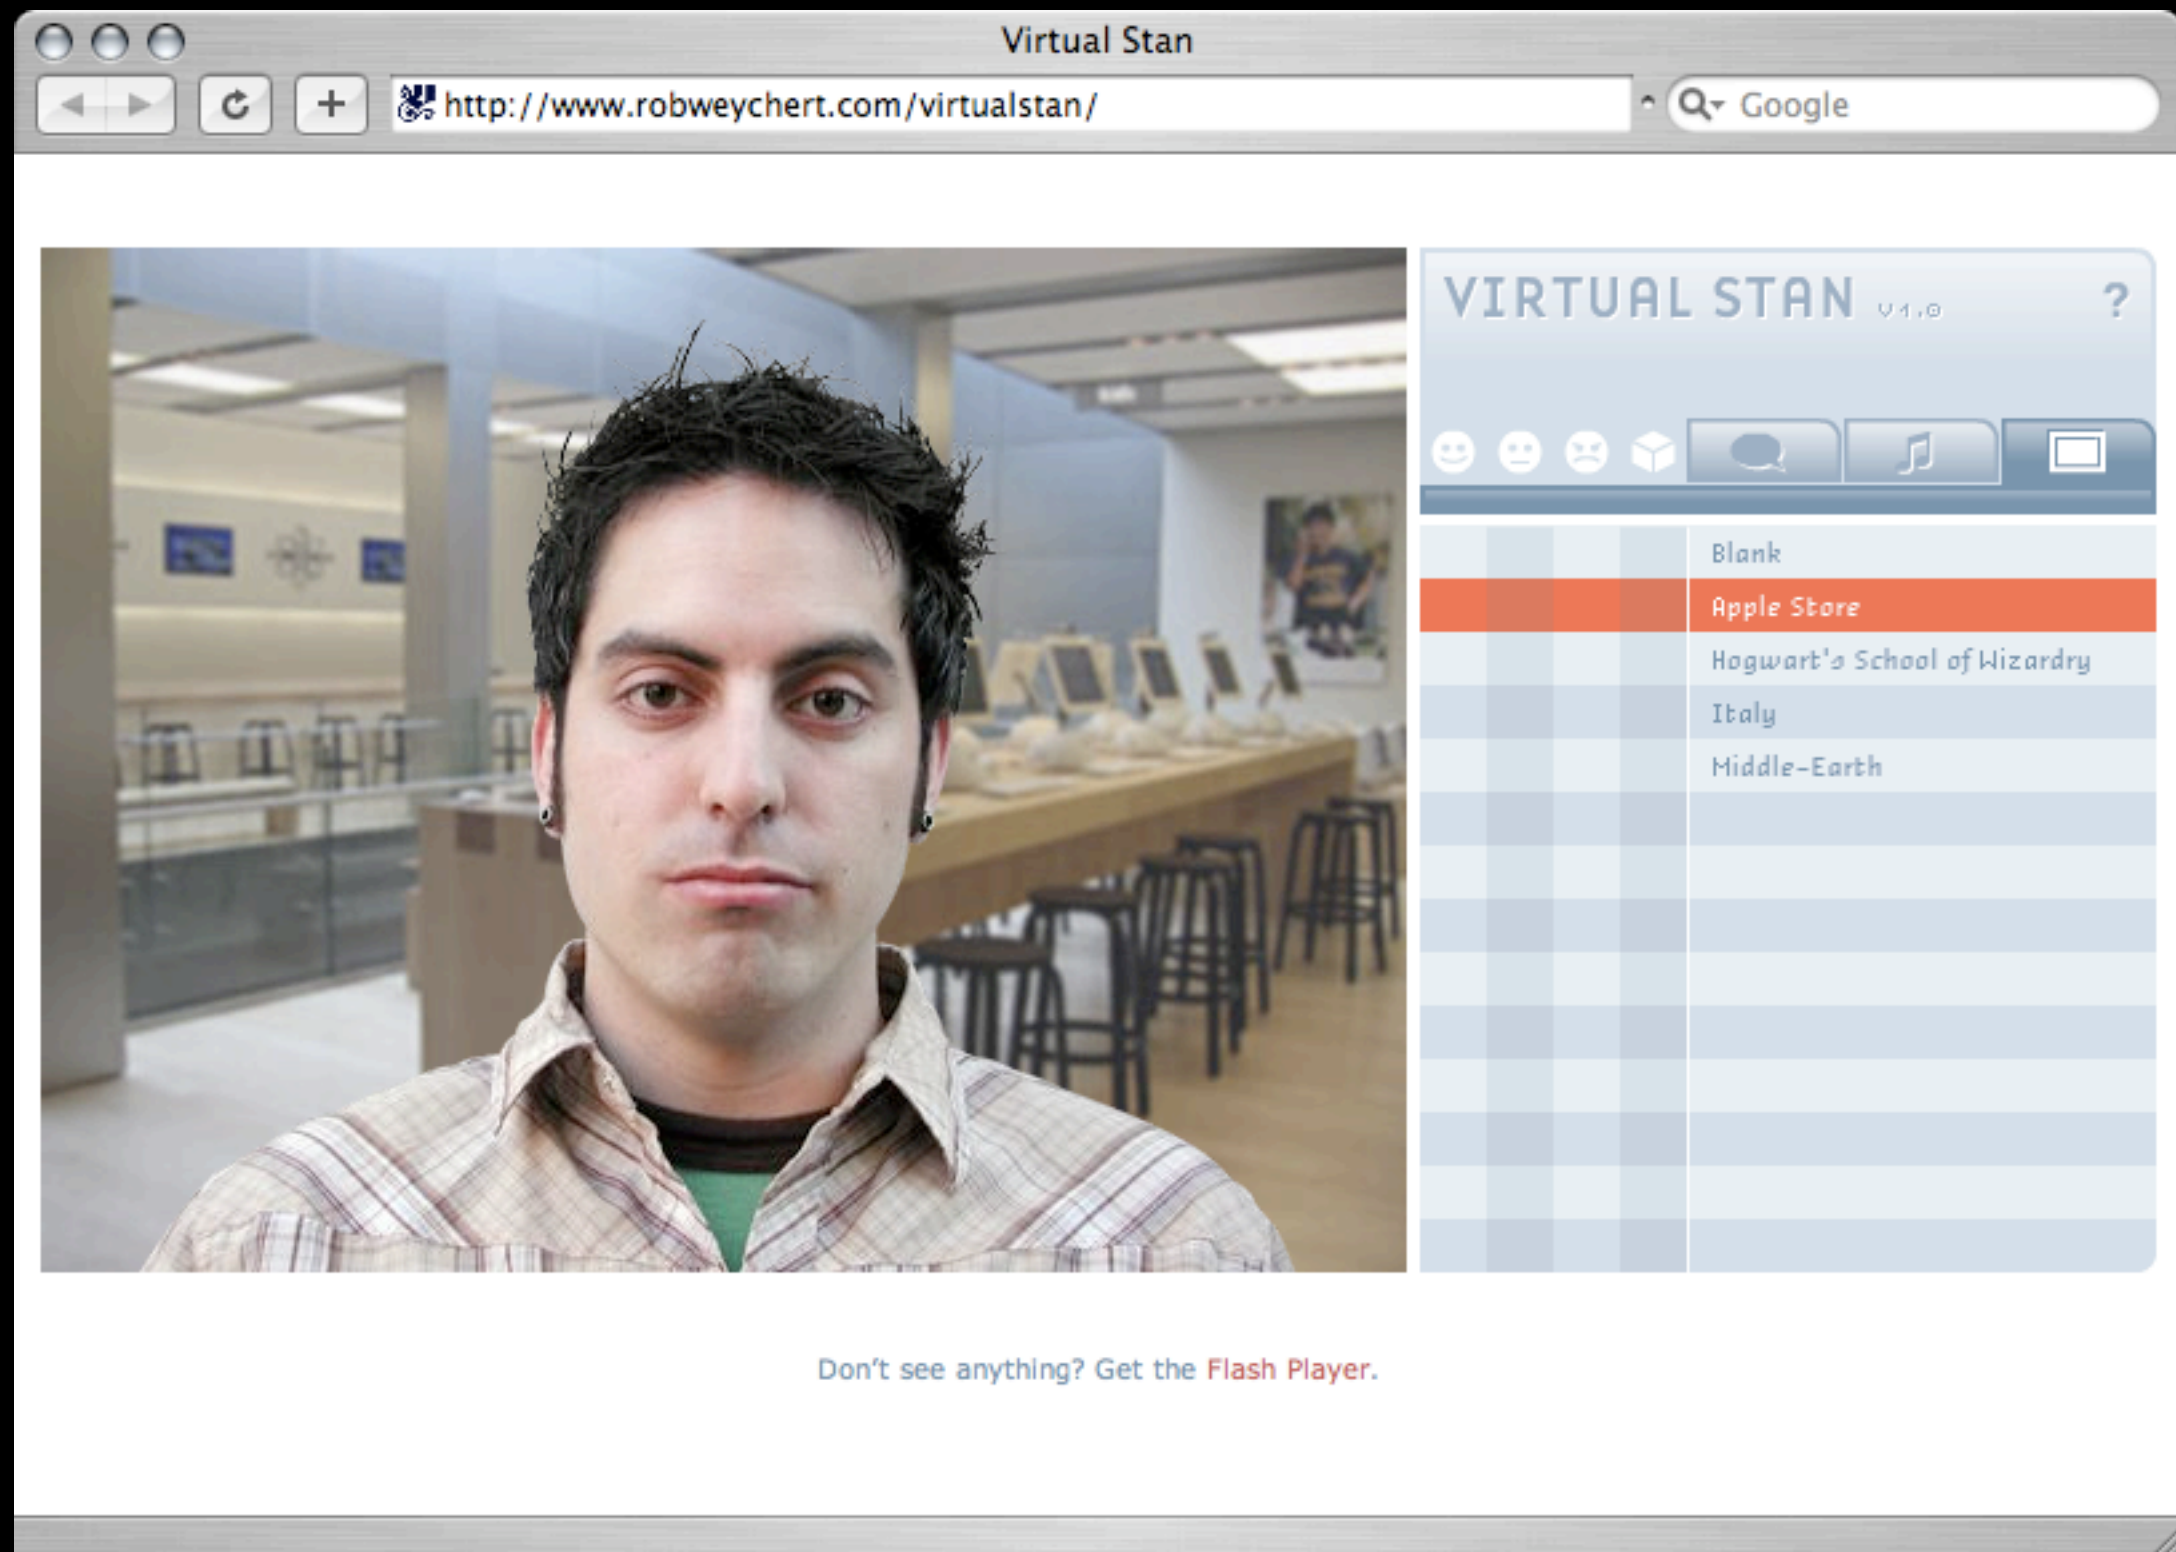 Virtual Stan
http://www.robweychert.com/virtualstan/
Google
VIRTUAL STAN v1.0 ?
Blank
Apple Store
Hogwart's School of Wizardry
Italy
Middle-Earth
Don't see anything? Get the Flash Player.